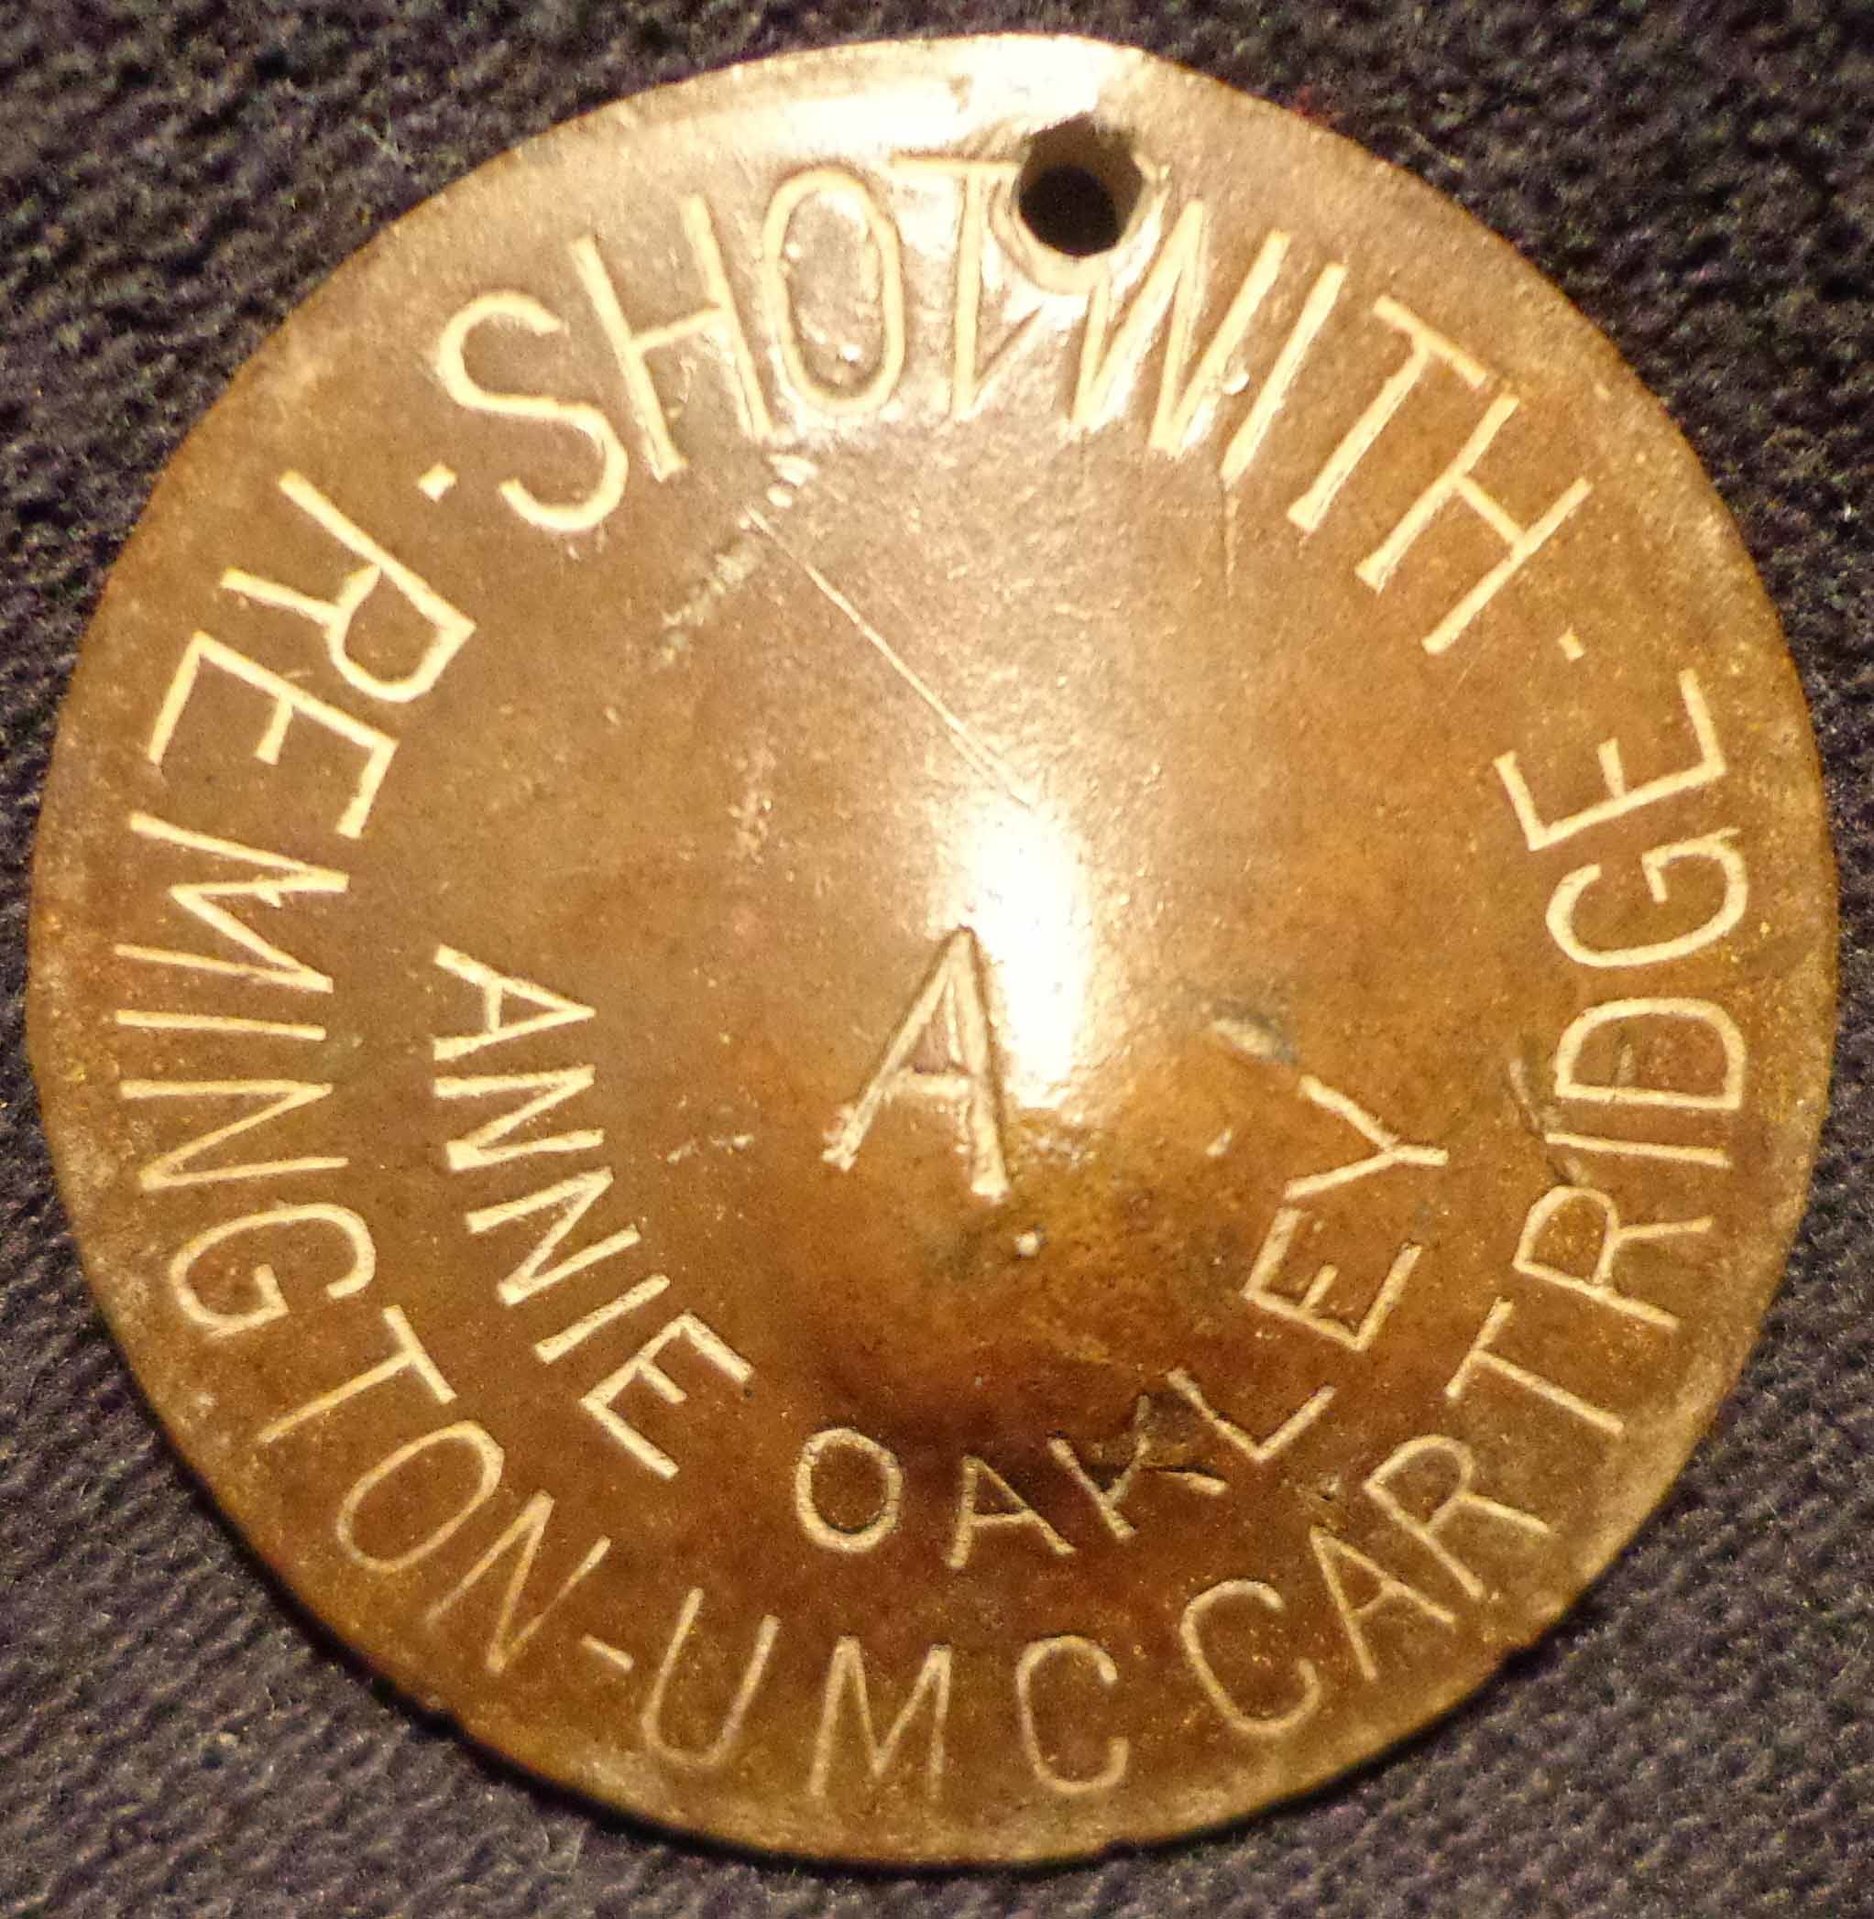 SHOT WITH
· REMINGTON-UMC CARTRIDGE ·
ANNIE OAKLEY
A